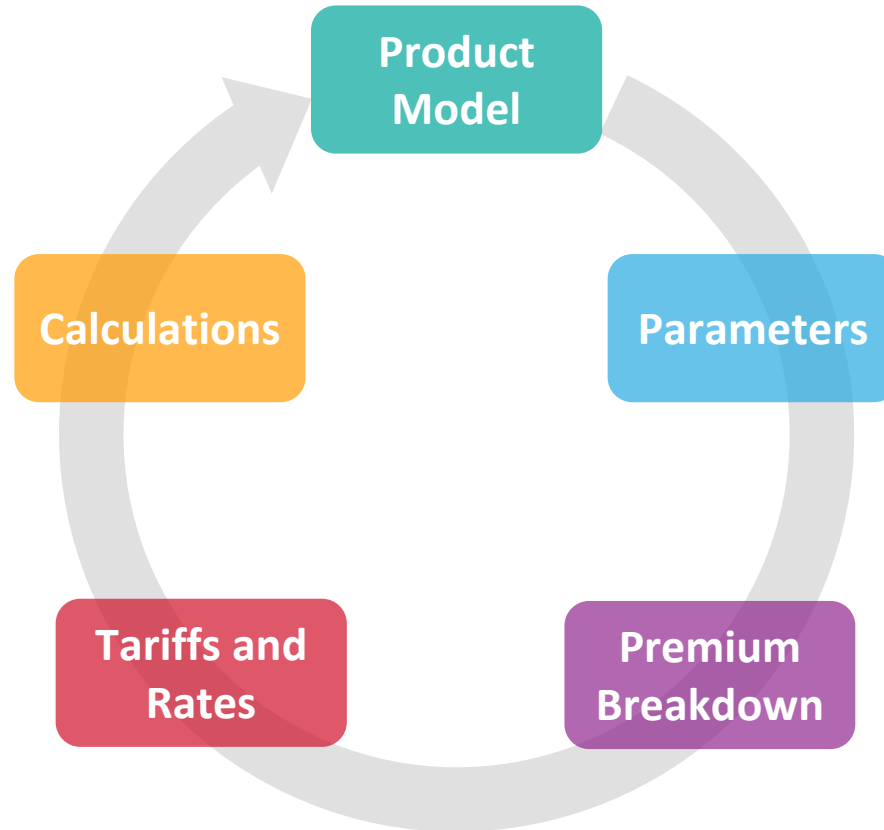 Product
Model
Parameters
Premium
Breakdown
Tariffs and
Rates
Calculations